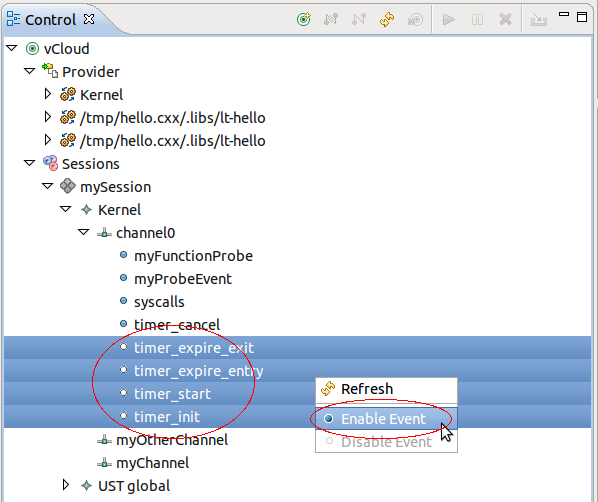 Control
vCloud
Provider
Kernel
/tmp/hello.cxx/.libs/lt-hello
/tmp/hello.cxx/.libs/lt-hello
Sessions
mySession
Kernel
channel0
myFunctionProbe
myProbeEvent
syscalls
timer_cancel
timer_expire_exit
timer_expire_entry
timer_start
timer_init
myOtherChannel
myChannel
UST global
Refresh
Enable Event
Disable Event